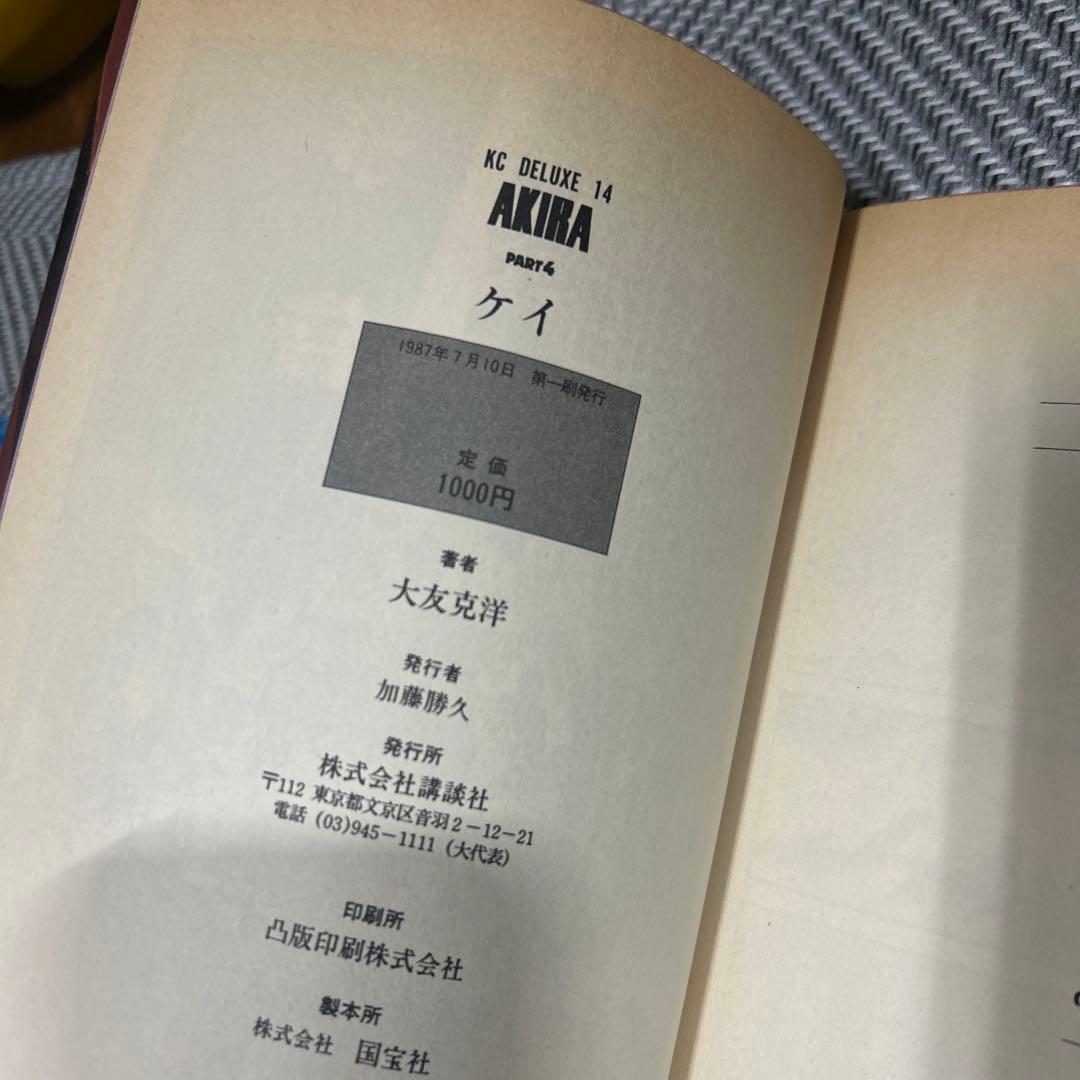 KC DELUXE 14
AKIRA
PART4
ケイ
1987年7月10日 第一刷発行
定価
1000円
著者
大友克洋
発行者
加藤勝久
発行所
株式会社講談社
〒112 東京都文京区音羽2-12-21
電話 (03)945-1111 (大代表)
印刷所
凸版印刷株式会社
製本所
株式会社 国宝社